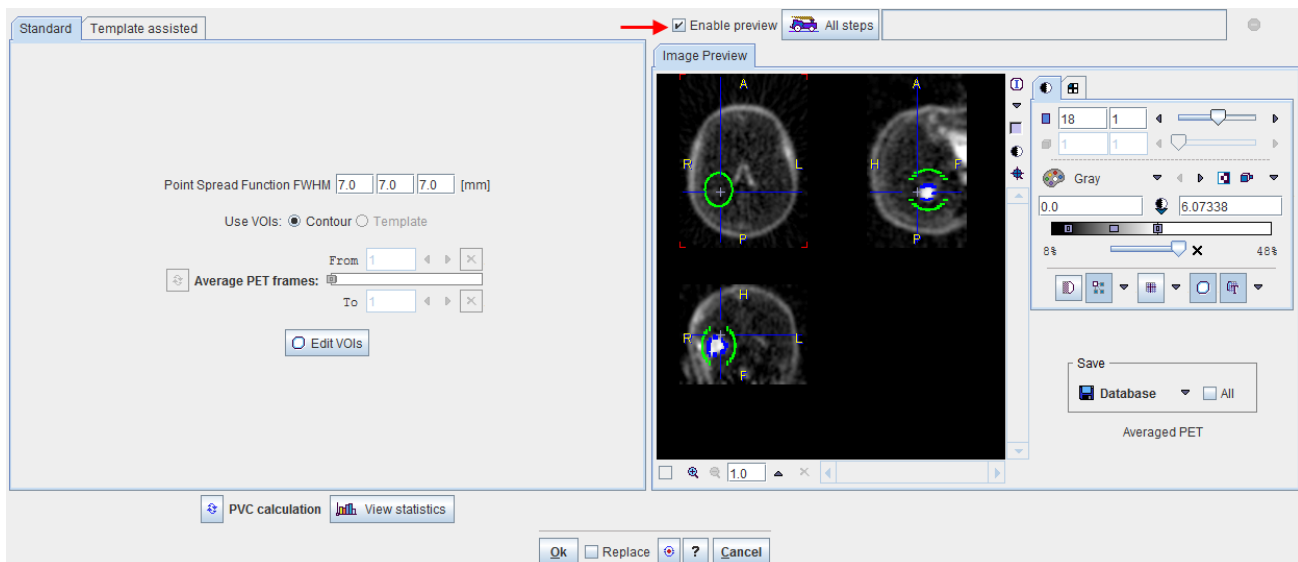 Standard
Template assisted
Enable preview
All steps
Image Preview
Point Spread Function FWHM 7.0 7.0 7.0 [mm]
Use VOIs: Contour Template
From 1
Average PET frames:
To 1
Edit VOIs
PVC calculation
View statistics
A
R L
P
A
H F
P
H
R L
F
1.0
18 1
1 1
Gray
0.0 6.07338
8% 48%
Save
Database All
Averaged PET
Ok Replace ? Cancel